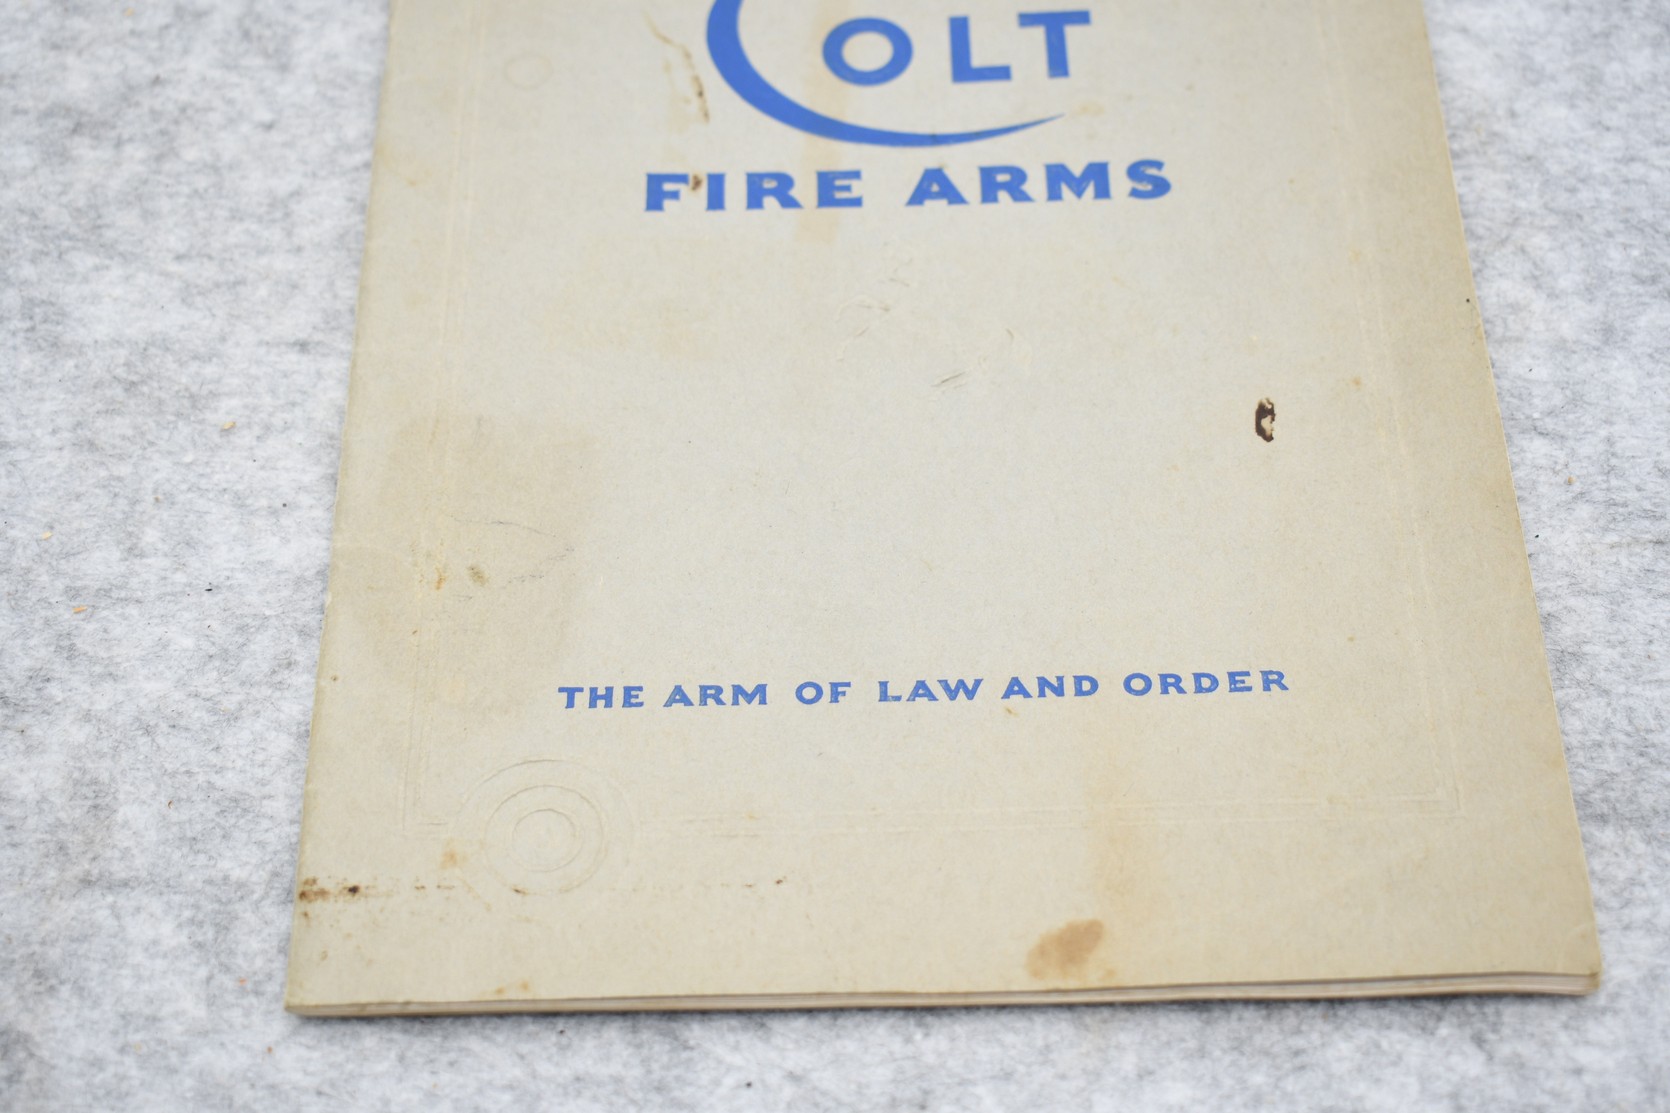 COLT
FIRE ARMS
THE ARM OF LAW AND ORDER